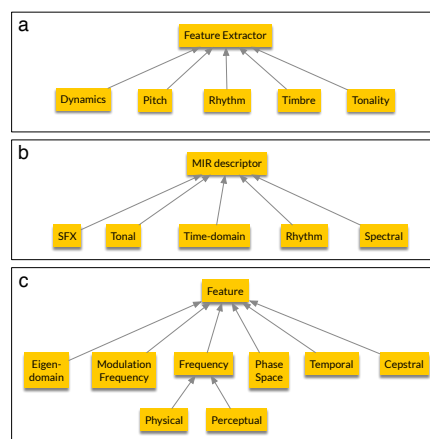 a
Feature Extractor
Dynamics Pitch Rhythm Timbre Tonality
b
MIR descriptor
SFX Tonal Time-domain Rhythm Spectral
c
Feature
Eigen-
domain
Modulation
Frequency
Frequency
Phase
Space
Temporal
Cepstral
Physical Perceptual